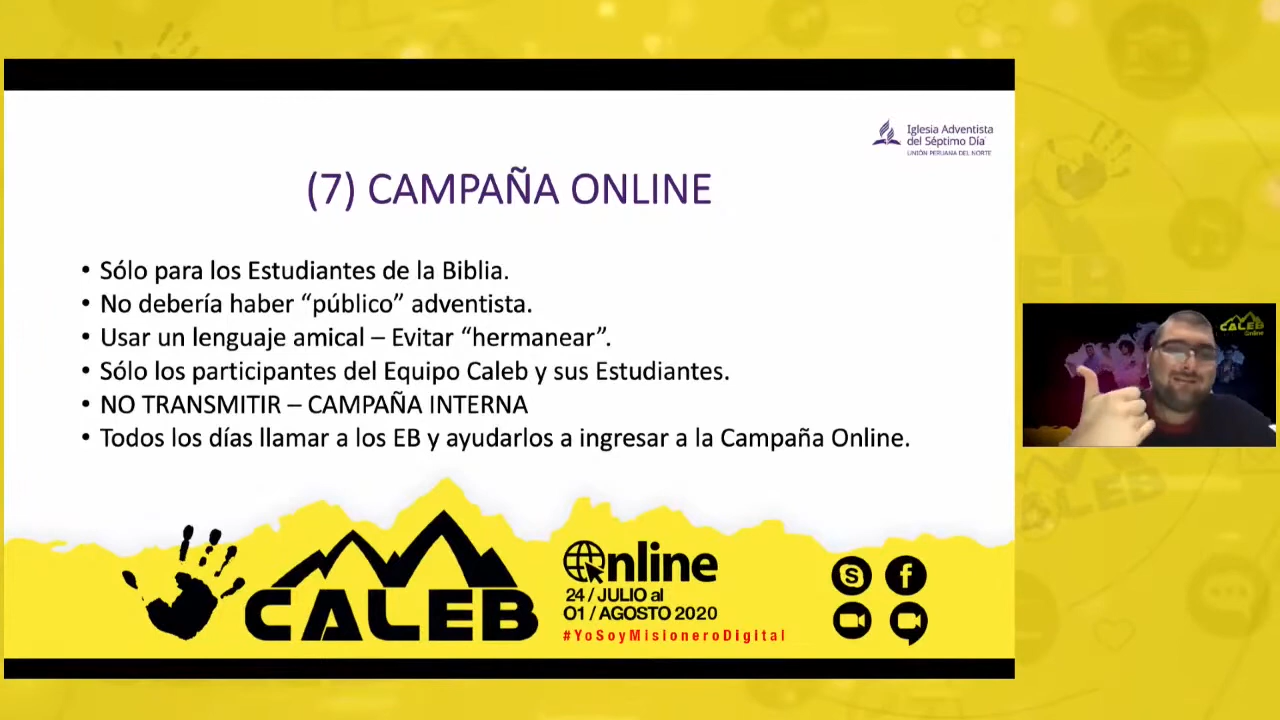 Iglesia Adventista
del Séptimo Día
UNIÓN PERUANA DEL NORTE
(7) CAMPAÑA ONLINE
• Sólo para los Estudiantes de la Biblia.
• No debería haber “público” adventista.
• Usar un lenguaje amical – Evitar “hermanear”.
• Sólo los participantes del Equipo Caleb y sus Estudiantes.
• NO TRANSMITIR – CAMPAÑA INTERNA
• Todos los días llamar a los EB y ayudarlos a ingresar a la Campaña Online.
CALEB
Online
24 / JULIO al
01 / AGOSTO 2020
#YoSoyMisioneroDigital
CALEB
Online
CALEB